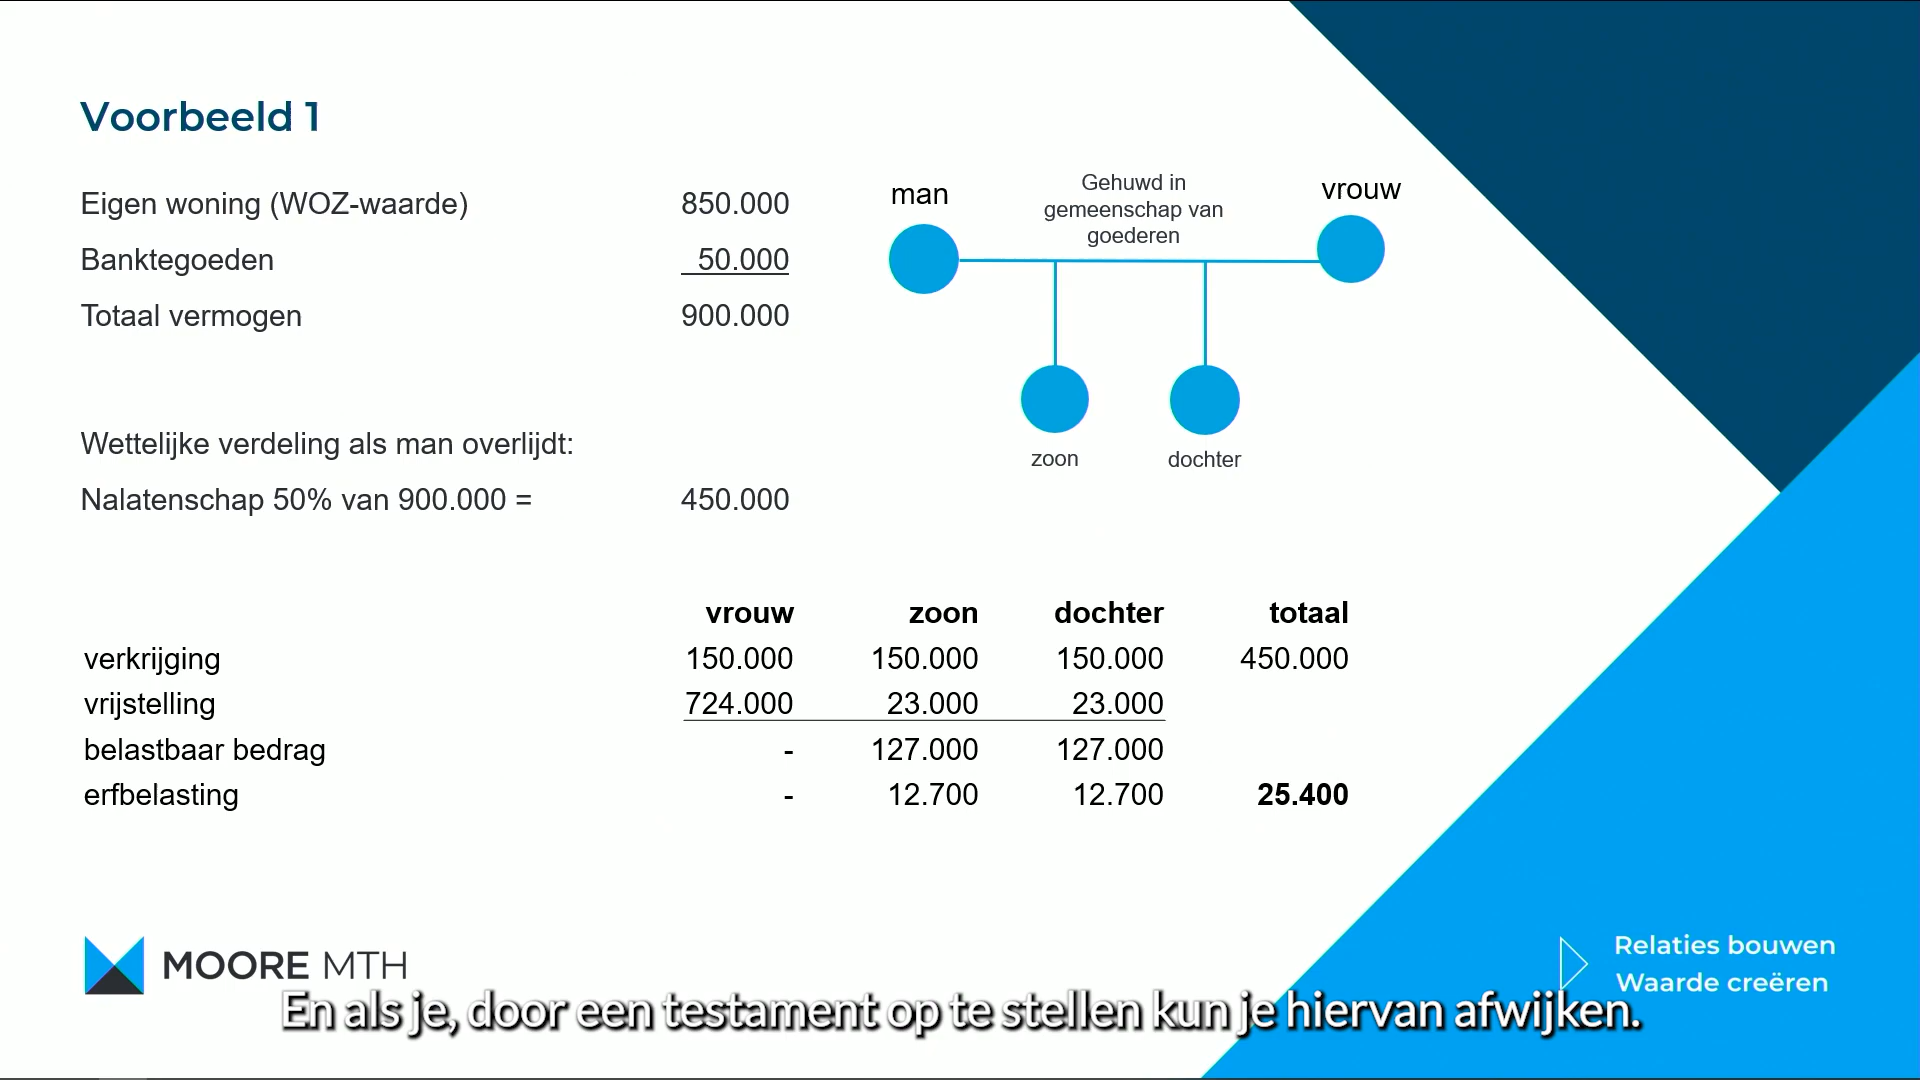 Voorbeeld 1
Eigen woning (WOZ-waarde) 850.000
Banktegoeden 50.000
Totaal vermogen 900.000
man
Gehuwd in
gemeenschap van
goederen
vrouw
zoon dochter
Wettelijke verdeling als man overlijdt:
Nalatenschap 50% van 900.000 = 450.000
vrouw zoon dochter totaal
verkrijging 150.000 150.000 150.000 450.000
vrijstelling 724.000 23.000 23.000
belastbaar bedrag - 127.000 127.000
erfbelasting - 12.700 12.700 25.400
MOORE MTH
Relaties bouwen
Waarde creëren
En als je, door een testament op te stellen kun je hiervan afwijken.